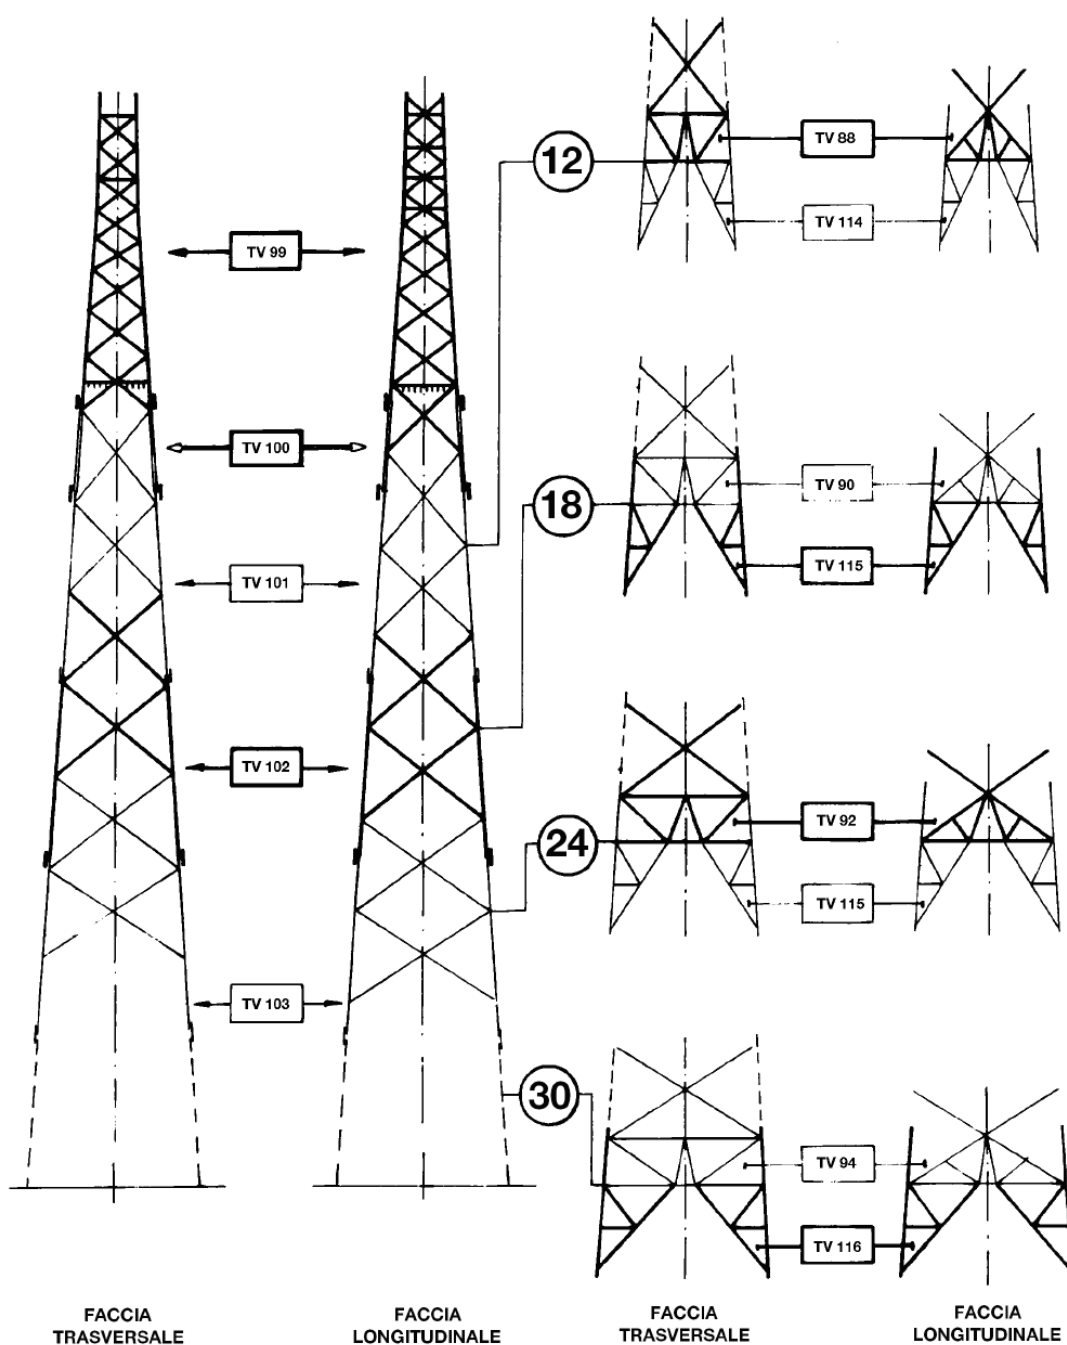 12
TV 88
TV 114
TV 99
TV 100
18
TV 90
TV 115
TV 101
TV 102
24
TV 92
TV 115
TV 103
30
TV 94
TV 116
FACCIA
TRASVERSALE
FACCIA
LONGITUDINALE
FACCIA
TRASVERSALE
FACCIA
LONGITUDINALE